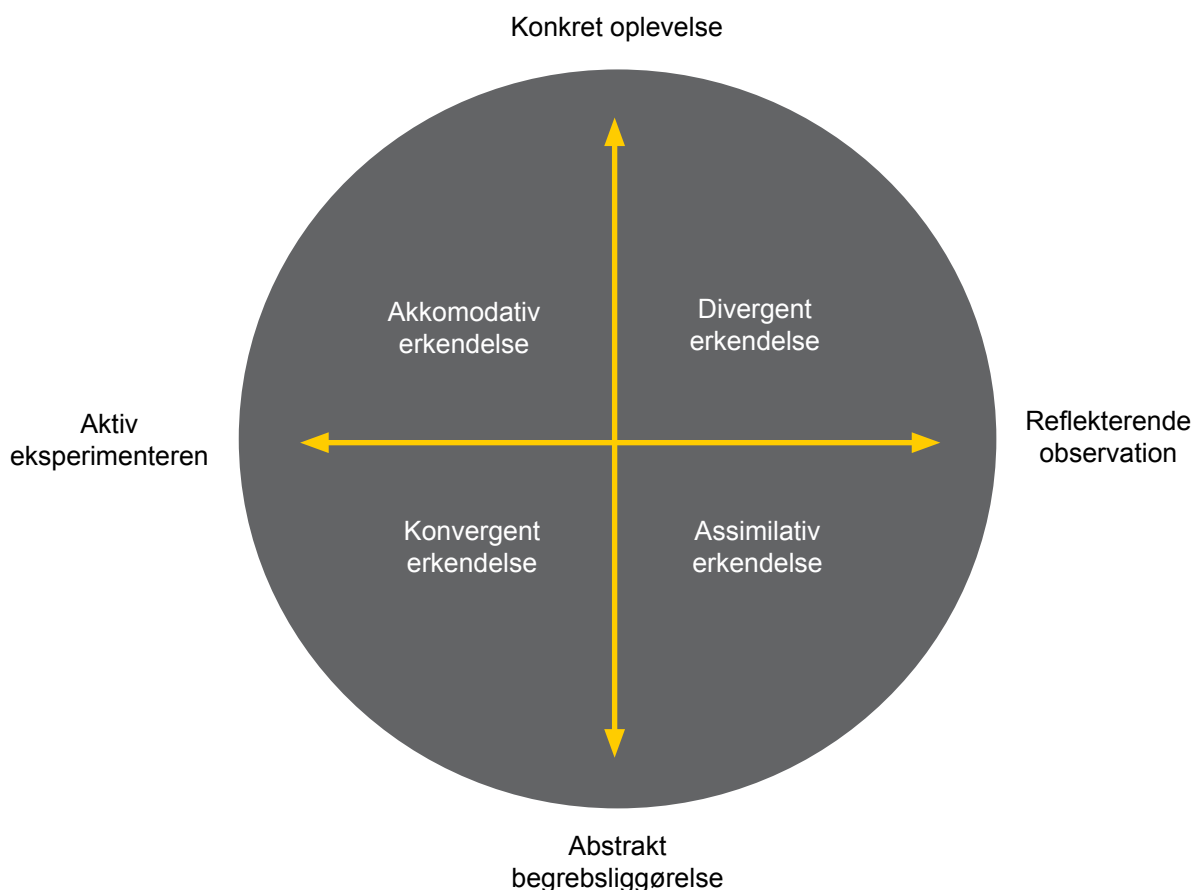 Konkret oplevelse
Akkomodativ
erkendelse
Divergent
erkendelse
Aktiv
eksperimenteren
Reflekterende
observation
Konvergent
erkendelse
Assimilativ
erkendelse
Abstrakt
begrebsliggørelse